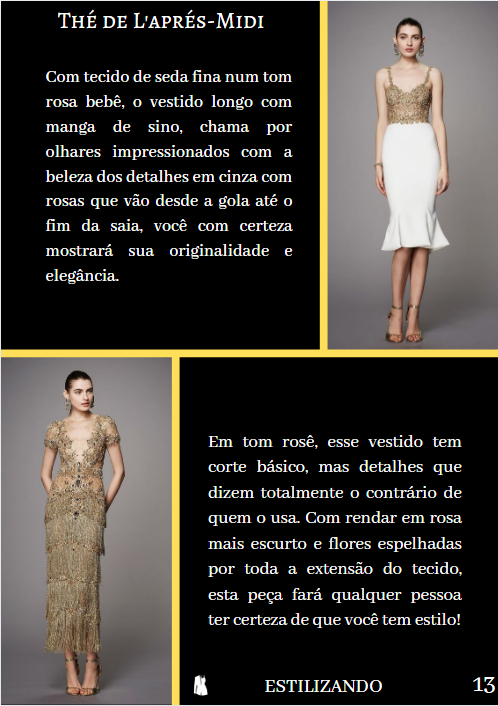 Thé de L'aprés-Midi
Com tecido de seda fina num tom
rosa bebê, o vestido longo com
manga de sino, chama por
olhares impressionados com a
beleza dos detalhes em cinza com
rosas que vão desde a gola até o
fim da saia, você com certeza
mostrará sua originalidade e
elegância.
Em tom rosê, esse vestido tem
corte básico, mas detalhes que
dizem totalmente o contrário de
quem o usa. Com rendar em rosa
mais escurto e flores espelhadas
por toda a extensão do tecido,
esta peça fará qualquer pessoa
ter certeza de que você tem estilo!
ESTILIZANDO
13